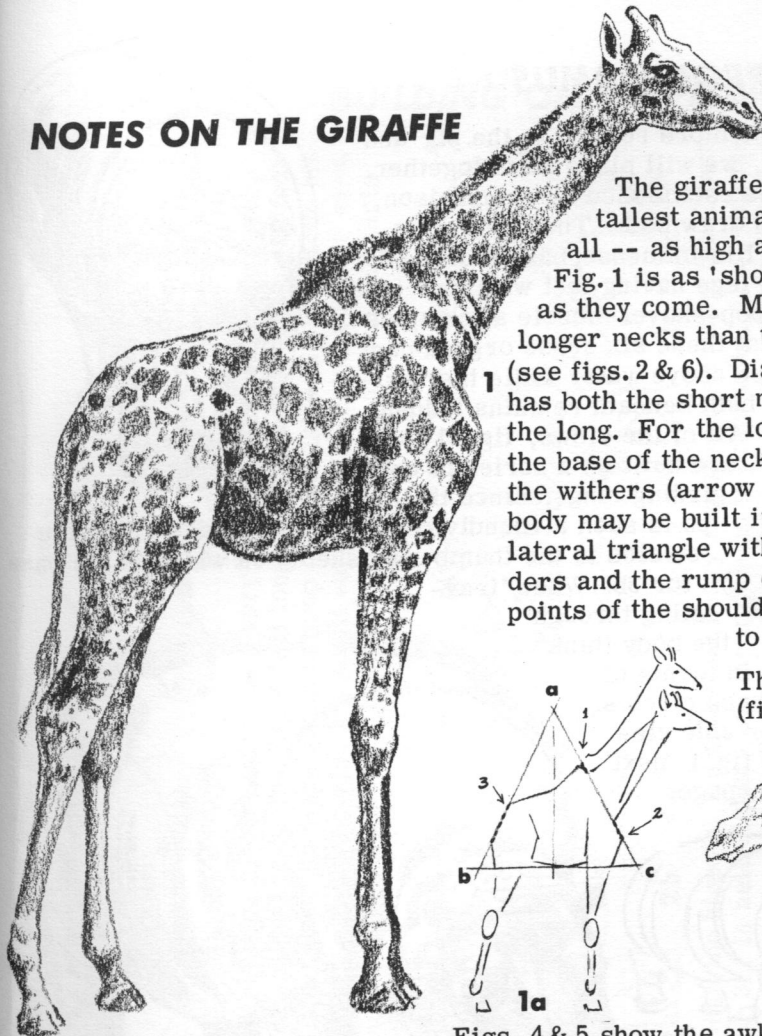 NOTES ON THE GIRAFFE
The giraffe
tallest anima
all -- as high a
Fig. 1 is as 'sho
as they come. M
longer necks than t
1 (see figs. 2 & 6). Dis
has both the short n
the long. For the lo
the base of the neck
the withers (arrow
body may be built i
lateral triangle with
ders and the rump
points of the should
to
Th
(fi
a
1
3
2
b
c
1a
Figs. 4 & 5 show the awk